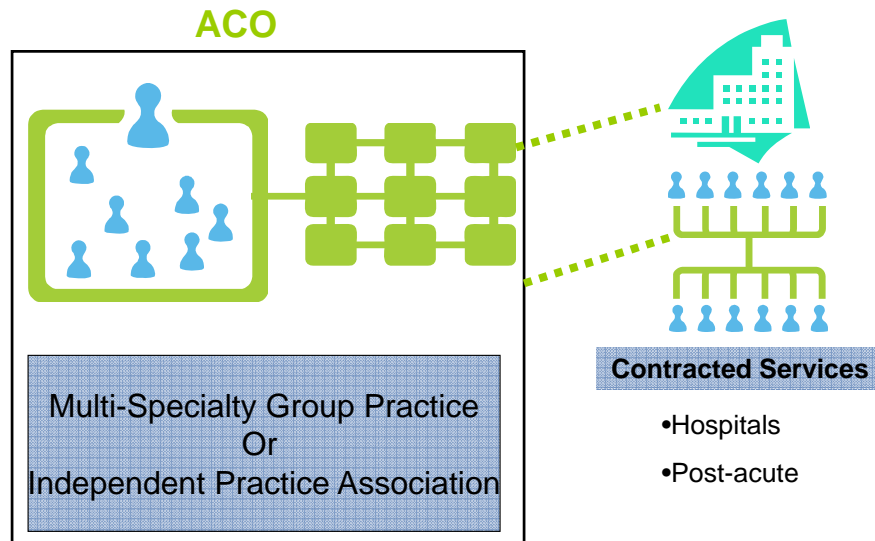 ACO
Multi-Specialty Group Practice
Or
Independent Practice Association
Contracted Services
•Hospitals
•Post-acute